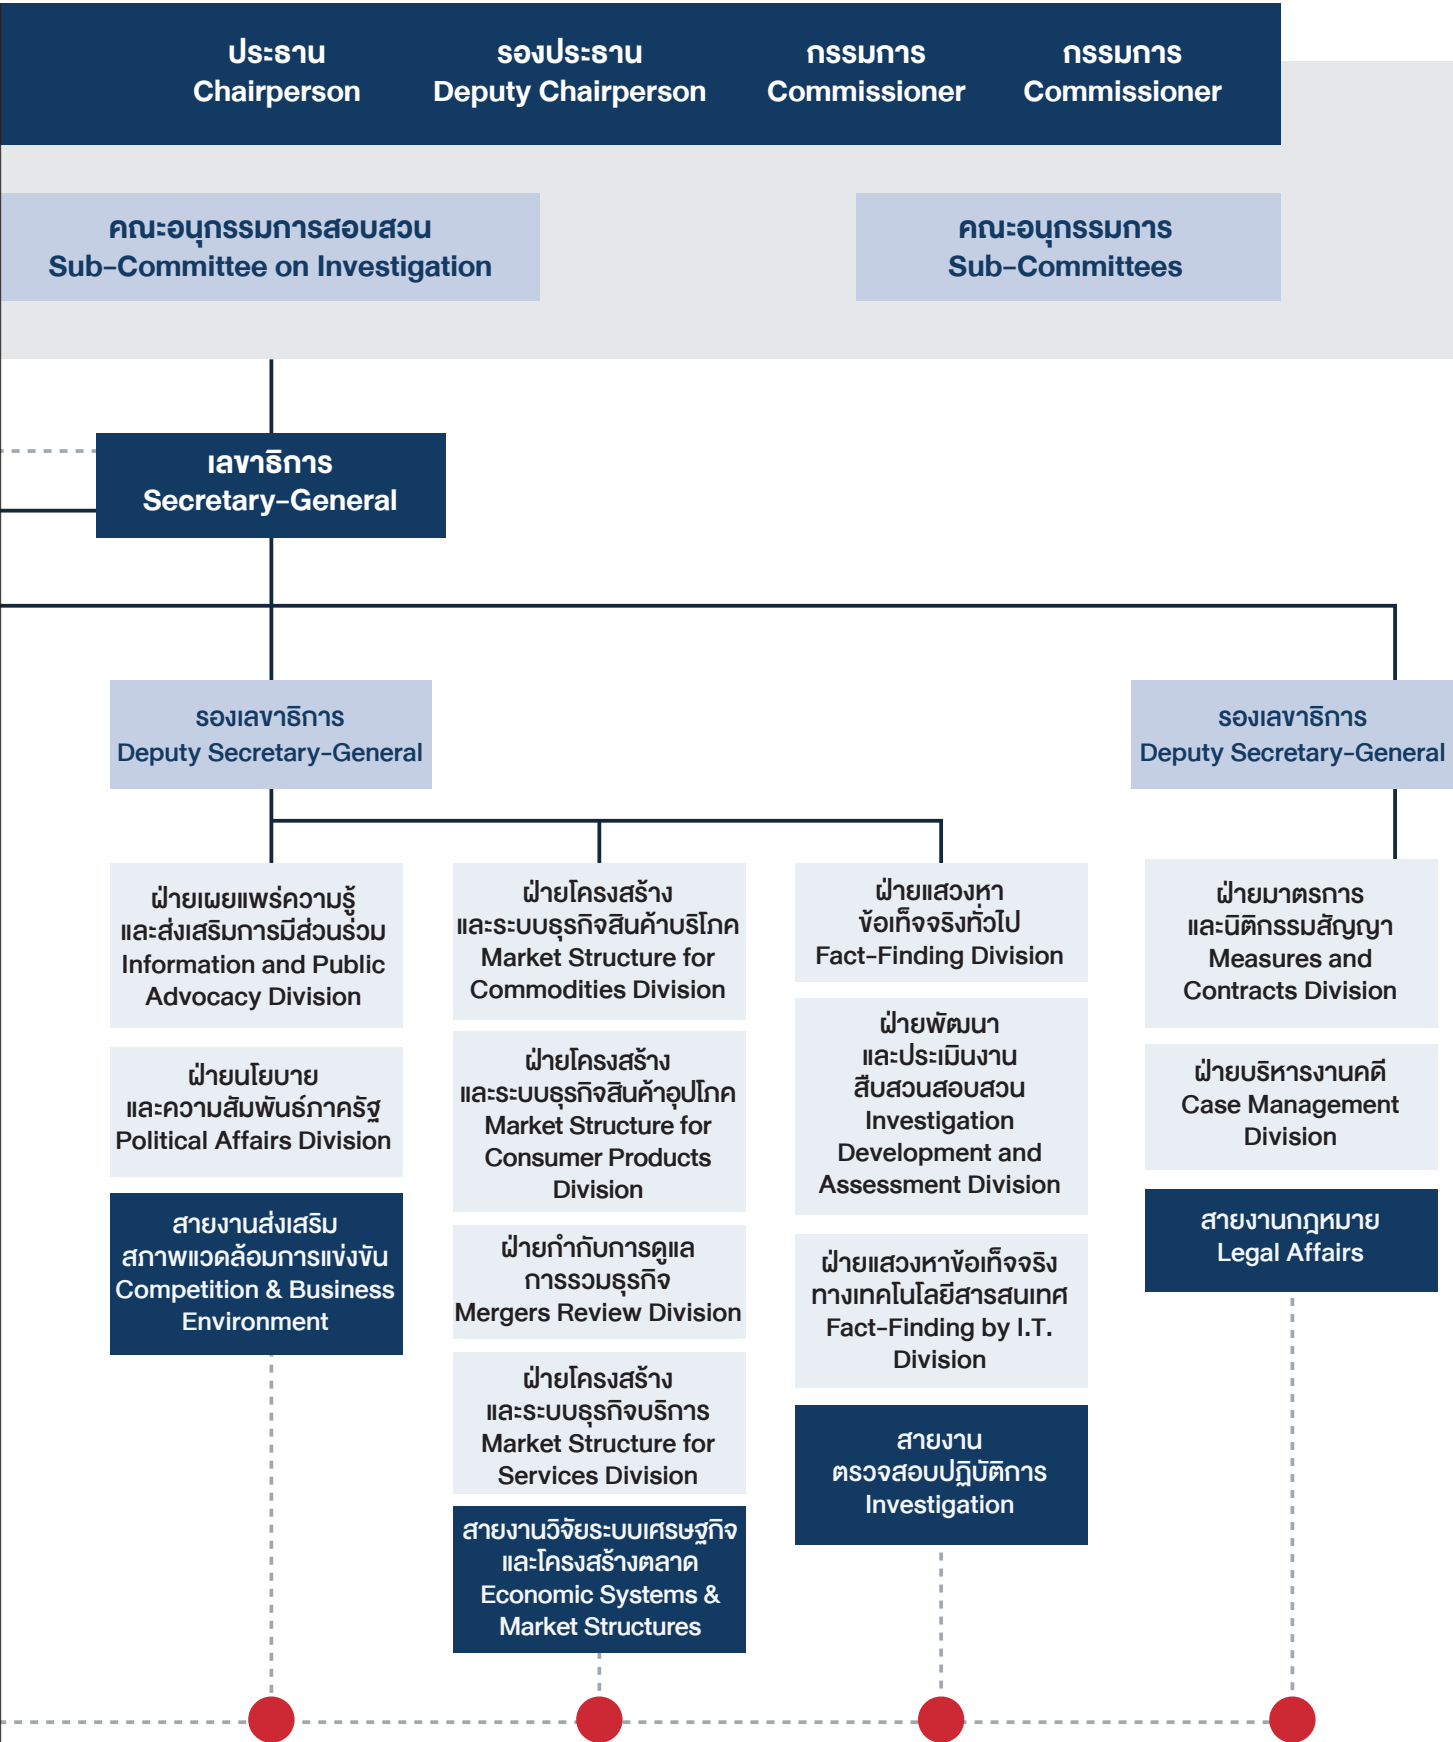 ประธาน
Chairperson
รองประธาน
Deputy Chairperson
กรรมการ
Commissioner
กรรมการ
Commissioner
คณะอนุกรรมการสอบสวน
Sub-Committee on Investigation
คณะอนุกรรมการ
Sub-Committees
เลขาธิการ
Secretary-General
รองเลขาธิการ
Deputy Secretary-General
รองเลขาธิการ
Deputy Secretary-General
ฝ่ายเผยแพร่ความรู้
และส่งเสริมการมีส่วนร่วม
Information and Public
Advocacy Division
ฝ่ายนโยบาย
และความสัมพันธ์ภาครัฐ
Political Affairs Division
สายงานส่งเสริม
สภาพแวดล้อมการแข่งขัน
Competition & Business
Environment
ฝ่ายโครงสร้าง
และระบบธุรกิจสินค้าบริโภค
Market Structure for
Commodities Division
ฝ่ายโครงสร้าง
และระบบธุรกิจสินค้าอุปโภค
Market Structure for
Consumer Products
Division
ฝ่ายกำกับการดูแล
การรวมธุรกิจ
Mergers Review Division
ฝ่ายโครงสร้าง
และระบบธุรกิจบริการ
Market Structure for
Services Division
สายงานวิจัยระบบเศรษฐกิจ
และโครงสร้างตลาด
Economic Systems &
Market Structures
ฝ่ายแสวงหา
ข้อเท็จจริงทั่วไป
Fact-Finding Division
ฝ่ายพัฒนา
และประเมินงาน
สืบสวนสอบสวน
Investigation
Development and
Assessment Division
ฝ่ายแสวงหาข้อเท็จจริง
ทางเทคโนโลยีสารสนเทศ
Fact-Finding by I.T.
Division
สายงาน
ตรวจสอบปฏิบัติการ
Investigation
ฝ่ายมาตรการ
และนิติกรรมสัญญา
Measures and
Contracts Division
ฝ่ายบริหารงานคดี
Case Management
Division
สายงานกฎหมาย
Legal Affairs